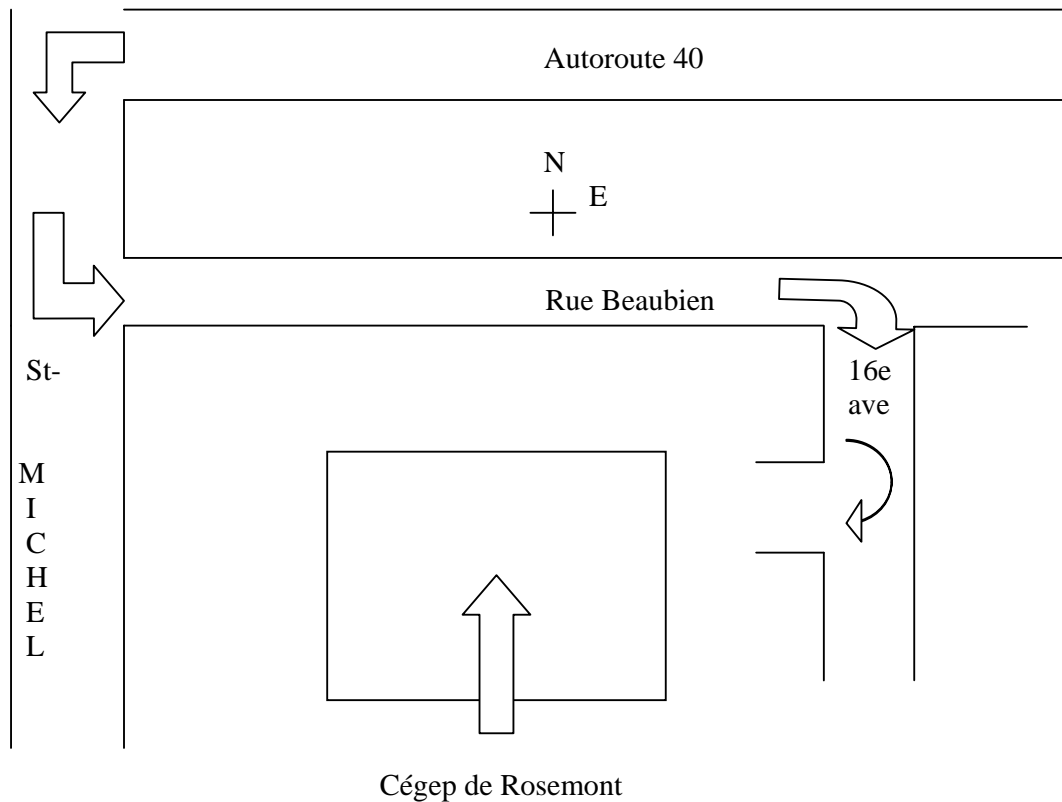 Autoroute 40
N
E
Rue Beaubien
St-
16e
ave
M
I
C
H
E
L
Cégep de Rosemont